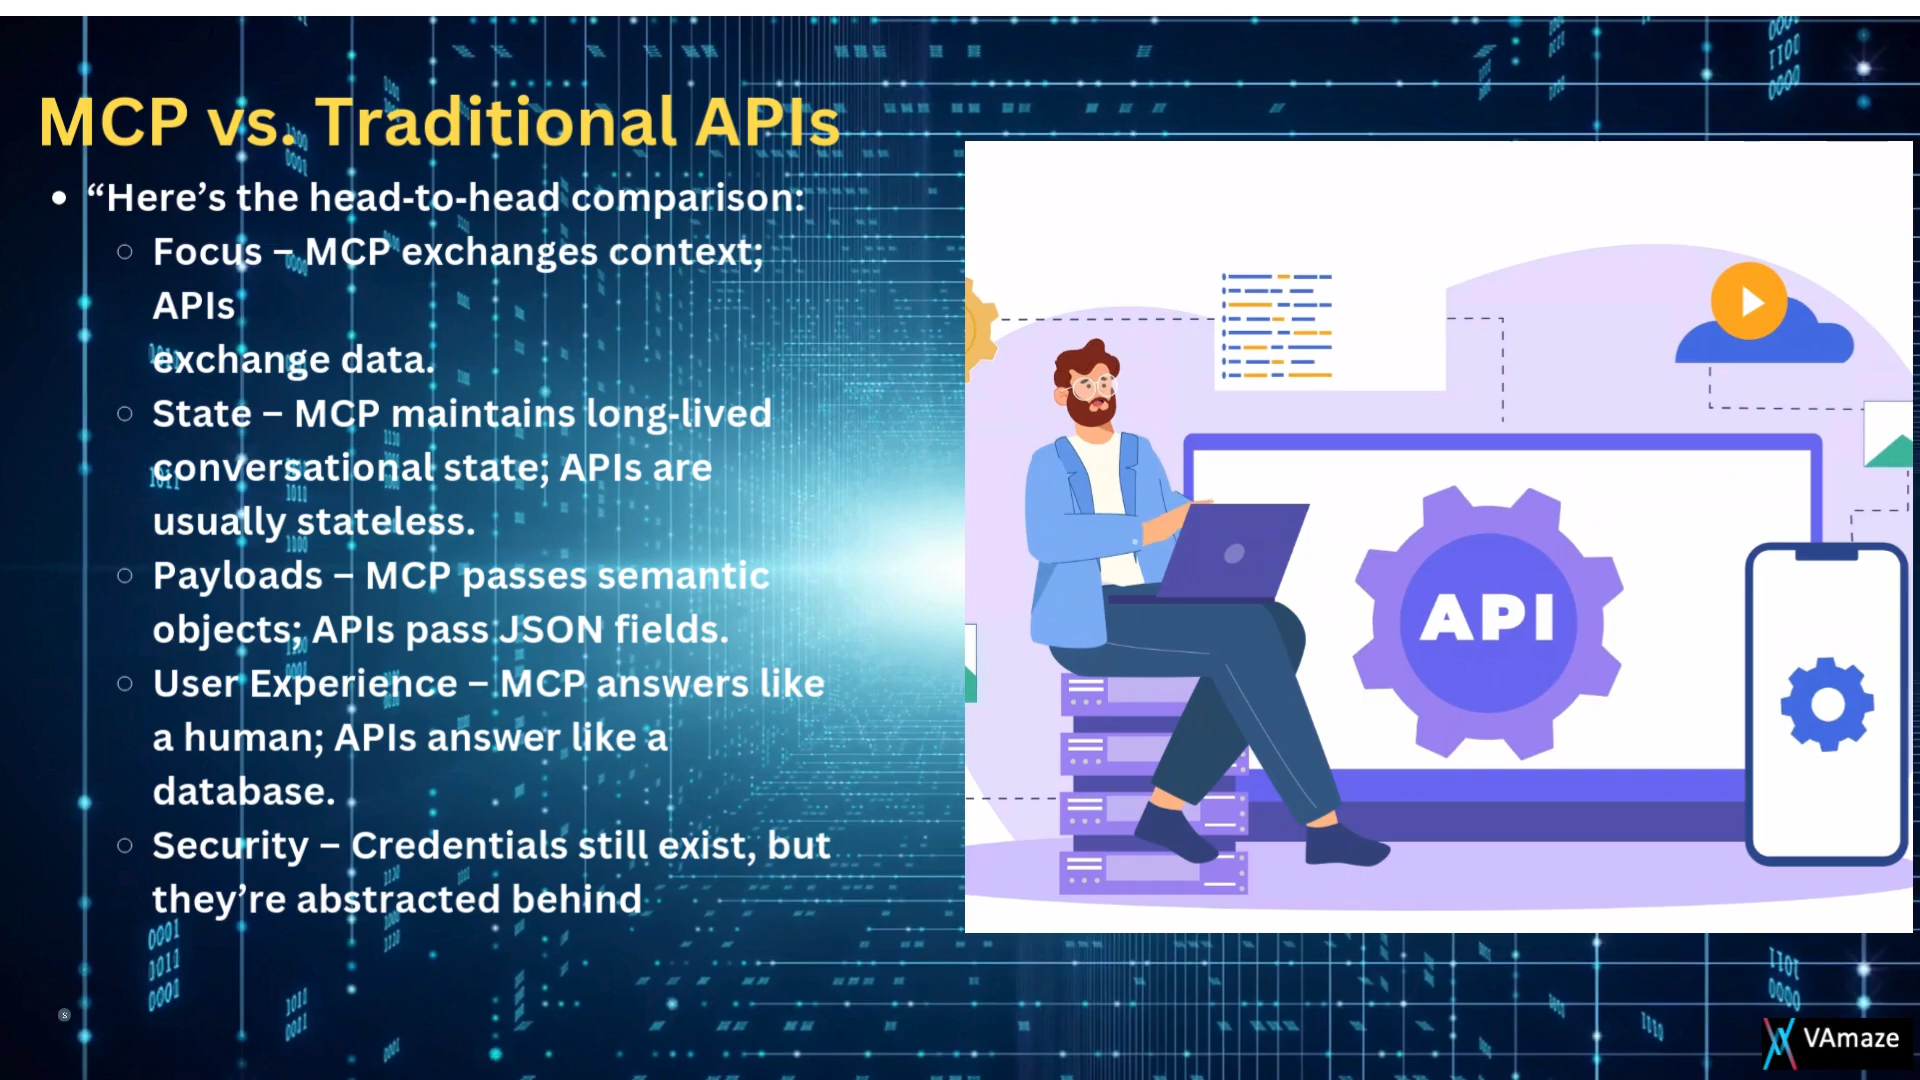 MCP vs. Traditional APIs
• “Here’s the head-to-head comparison:
○ Focus – MCP exchanges context;
APIs
exchange data.
○ State – MCP maintains long-lived
conversational state; APIs are
usually stateless.
○ Payloads – MCP passes semantic
objects; APIs pass JSON fields.
○ User Experience – MCP answers like
a human; APIs answer like a
database.
○ Security – Credentials still exist, but
they’re abstracted behind
API
VAmaze